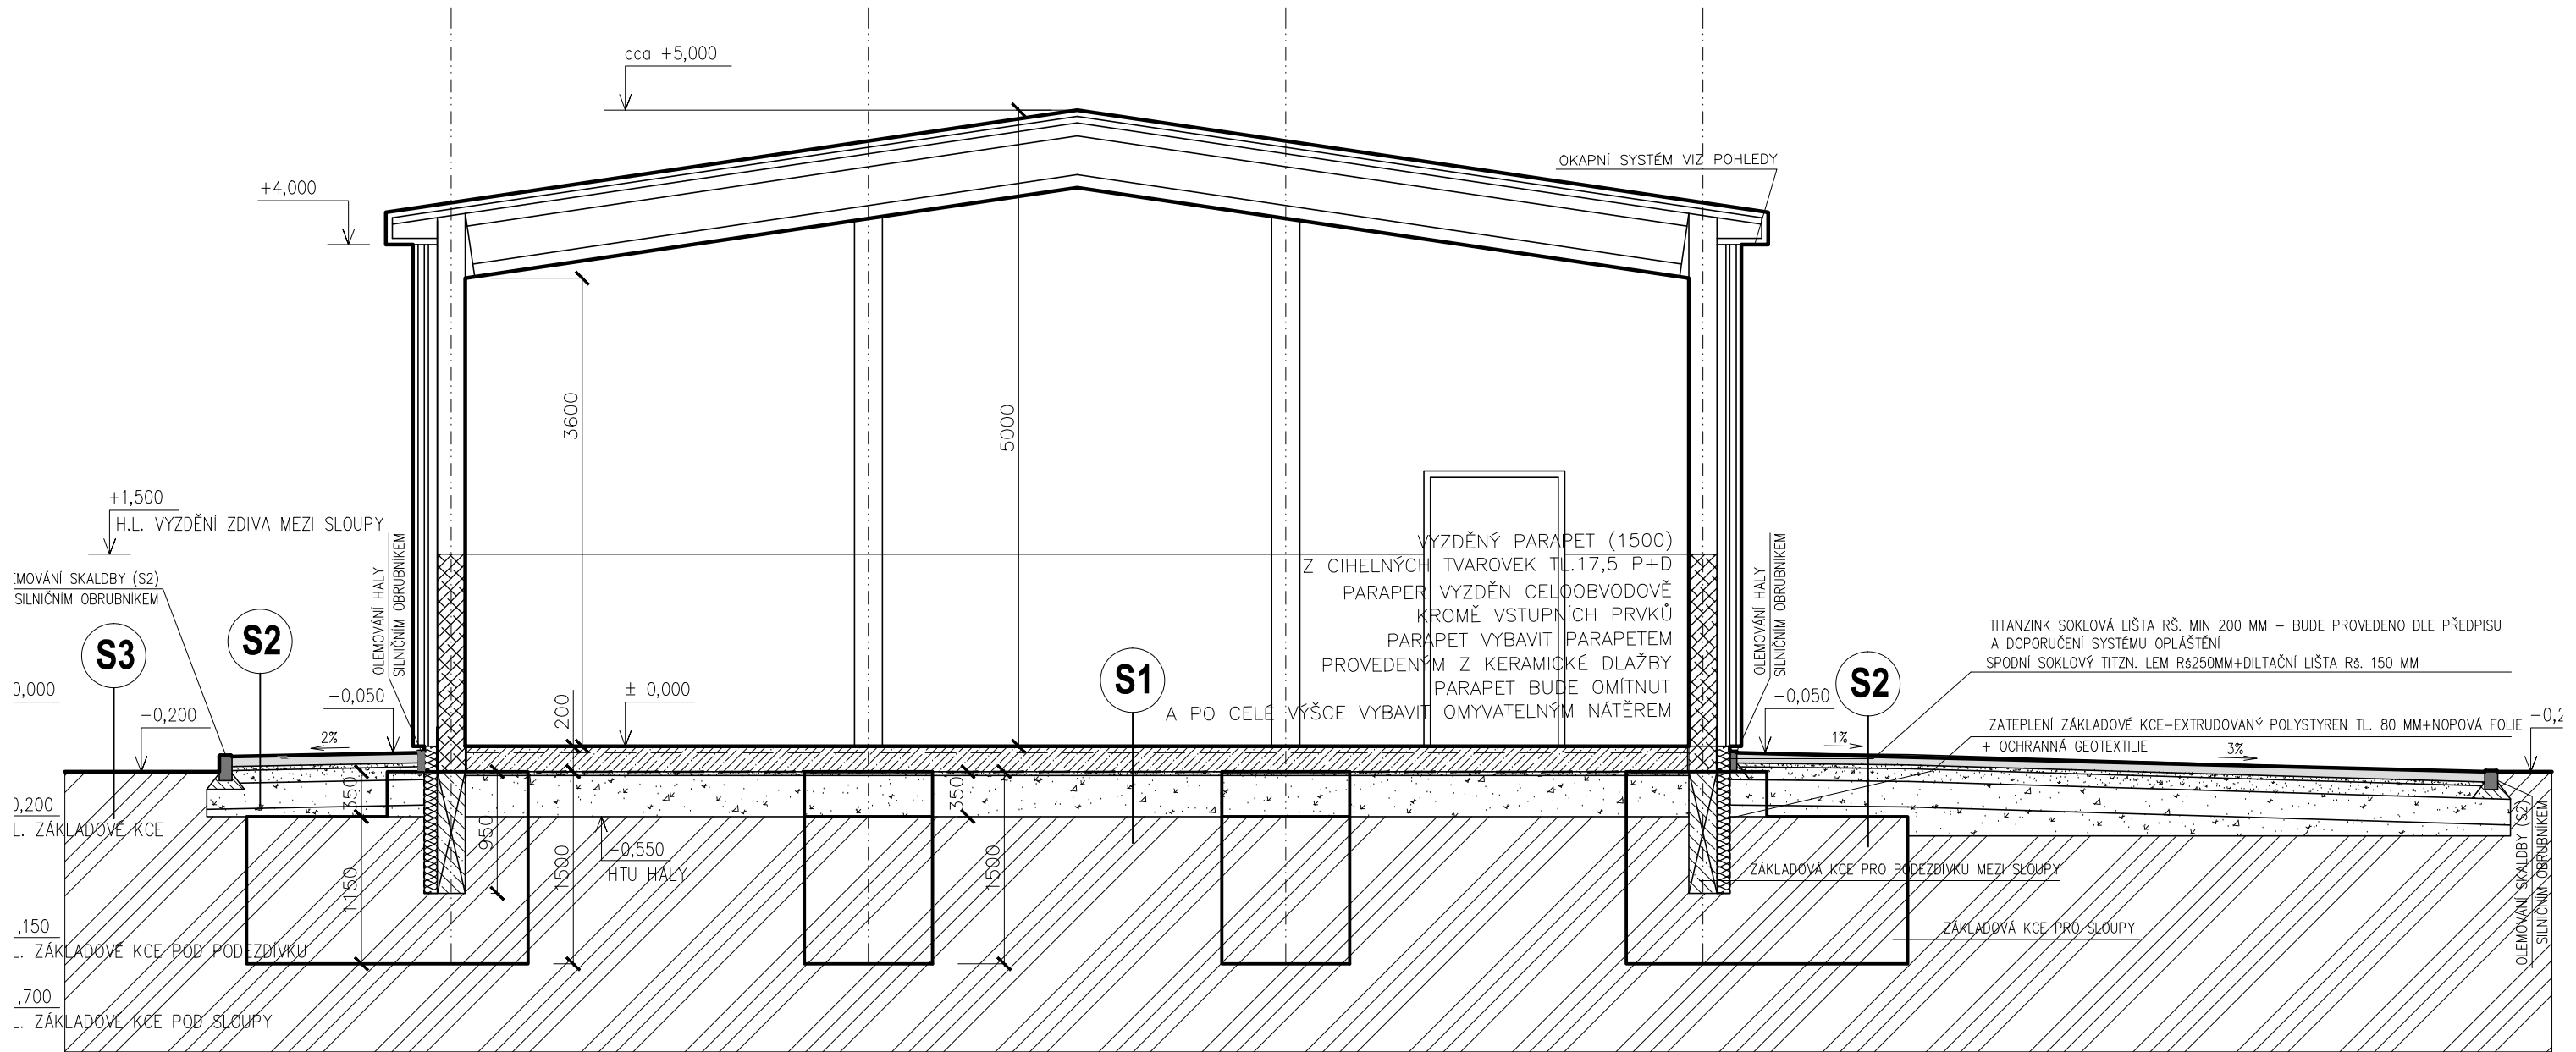 cca +5,000
OKAPNÍ SYSTÉM VIZ POHLEDY
+4,000
3600
5000
+1,500
H.L. VYZDĚNÍ ZDIVA MEZI SLOUPY
OLEMOVÁNÍ HALY
SILNIČNÍM OBRUBNÍKEM
VYZDĚNÝ PARAPET (1500)
Z CIHELNÝCH TVAROVEK TL.17,5 P+D
PARAPER VYZDĚN CELOOBVODOVĚ
KROMĚ VSTUPNÍCH PRVKŮ
PARAPET VYBAVIT PARAPETEM
PROVEDENÝM Z KERAMICKÉ DLAŽBY
PARAPET BUDE OMÍTNUT
A PO CELÉ VÝŠCE VYBAVIT OMYVATELNÝM NÁTĚREM
OLEMOVÁNÍ HALY
SILNIČNÍM OBRUBNÍKEM
MOVÁNÍ SKALDBY (S2)
SILNIČNÍM OBRUBNÍKEM
S3
S2
S1
S2
TITANZINK SOKLOVÁ LIŠTA RŠ. MIN 200 MM – BUDE PROVEDENO DLE PŘEDPISU
A DOPORUČENÍ SYSTÉMU OPLÁŠTĚNÍ
SPODNÍ SOKLOVÝ TITZN. LEM Rš250MM+DILTAČNÍ LIŠTA Rš. 150 MM
0,000
-0,200
-0,050
± 0,000
200
-0,050
ZATEPLENÍ ZÁKLADOVÉ KCE–EXTRUDOVANÝ POLYSTYREN TL. 80 MM+NOPOVÁ FOLIE
+ OCHRANNÁ GEOTEXTILIE
-0,2
2%
1%
3%
350
950
1500
1150
350
1500
0,200
L. ZÁKLADOVÉ KCE
-0,550
HTU HALY
ZÁKLADOVÁ KCE PRO PODEZDÍVKU MEZI SLOUPY
ZÁKLADOVÁ KCE PRO SLOUPY
OLEMOVÁNÍ SKALDBY (S2)
SILNIČNÍM OBRUBNÍKEM
1,150
L. ZÁKLADOVÉ KCE POD PODEZDÍVKU
1,700
L. ZÁKLADOVÉ KCE POD SLOUPY